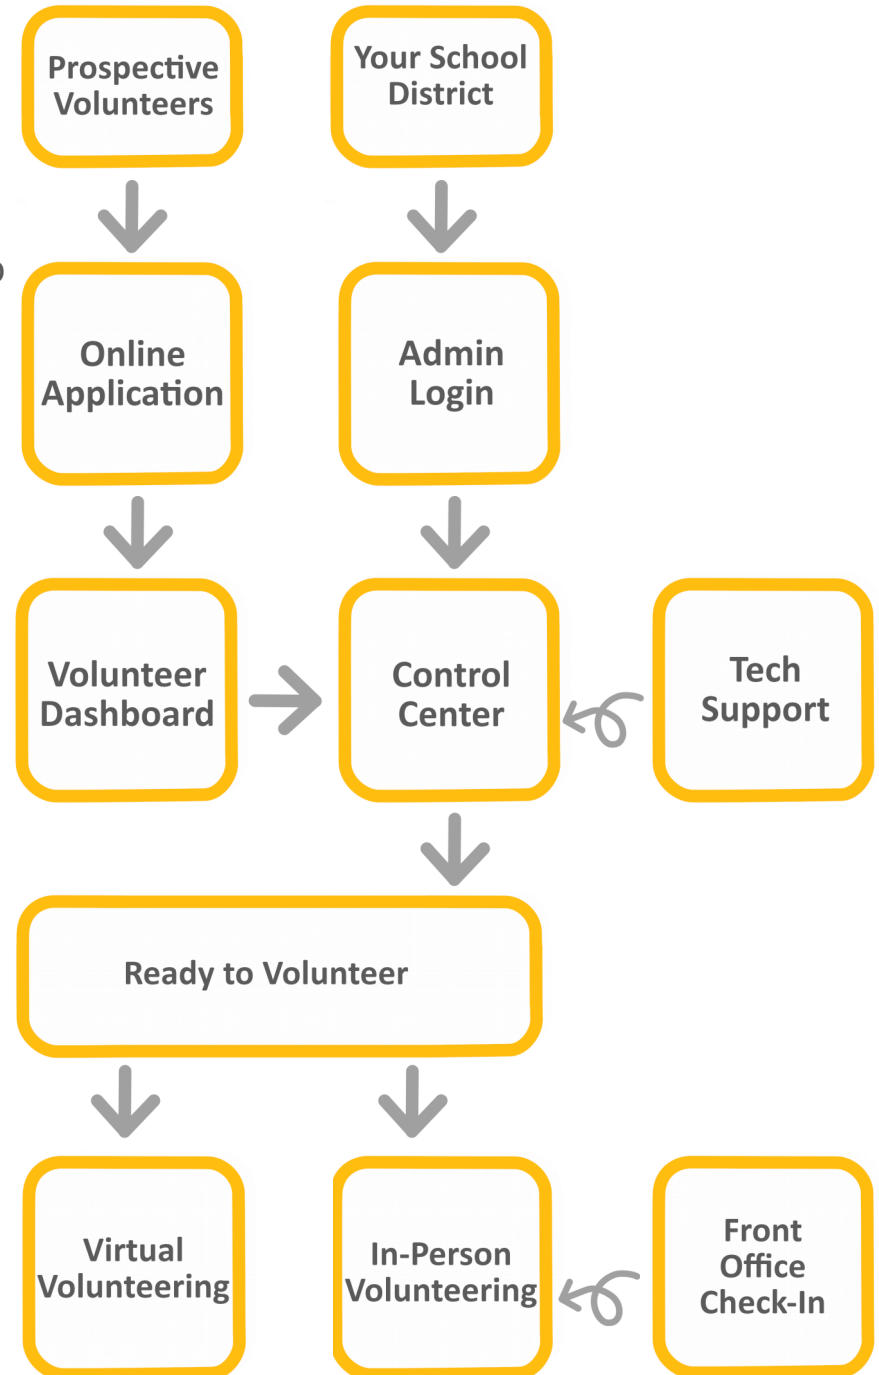 Prospective
Volunteers
Your School
District
Online
Application
Admin
Login
Volunteer
Dashboard
Control
Center
Tech
Support
Ready to Volunteer
Virtual
Volunteering
In-Person
Volunteering
Front
Office
Check-In